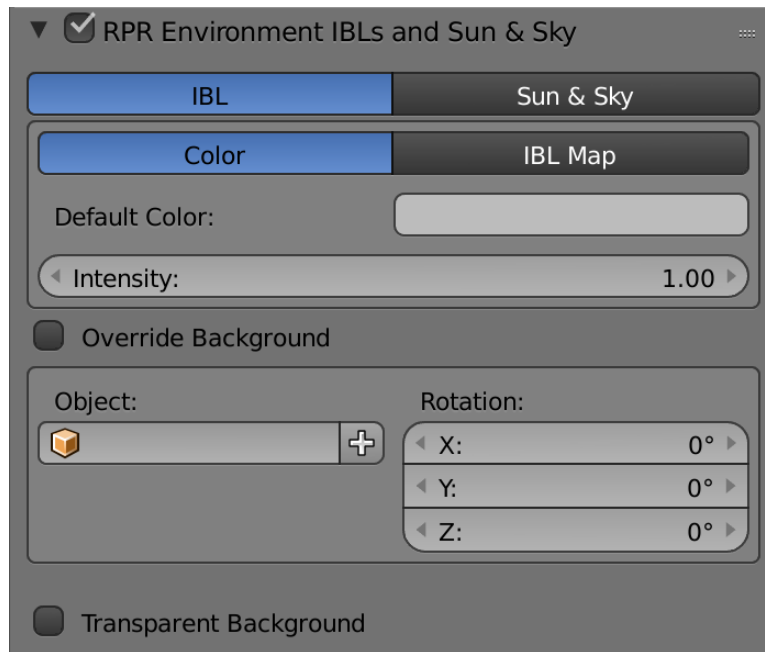 RPR Environment IBLs and Sun & Sky
IBL Sun & Sky
Color IBL Map
Default Color:
Intensity: 1.00
Override Background
Object: Rotation:
X: 0°
Y: 0°
Z: 0°
Transparent Background